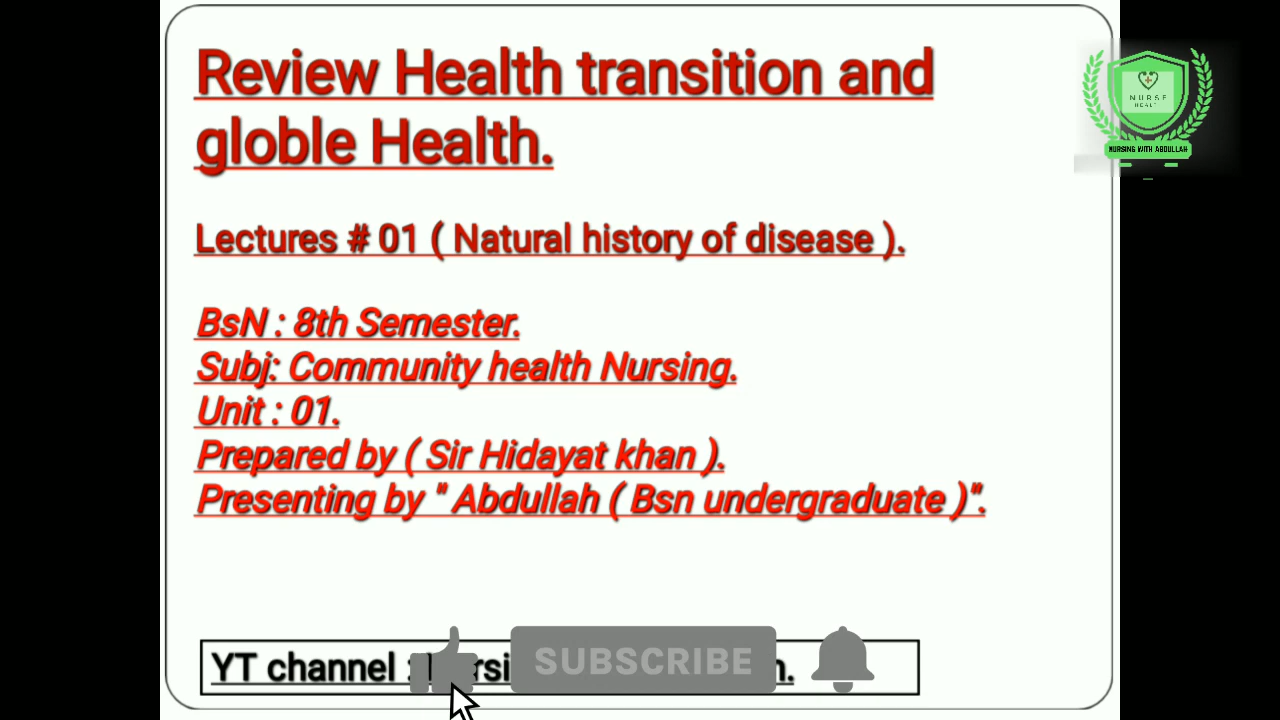 Review Health transition and
globle Health.
Lectures # 01 ( Natural history of disease ).
BsN : 8th Semester.
Subj: Community health Nursing.
Unit : 01.
Prepared by ( Sir Hidayat khan ).
Presenting by " Abdullah ( Bsn undergraduate )".
YT channel :
SUBSCRIBE
NURSE
NURSING WITH ABDULLAH